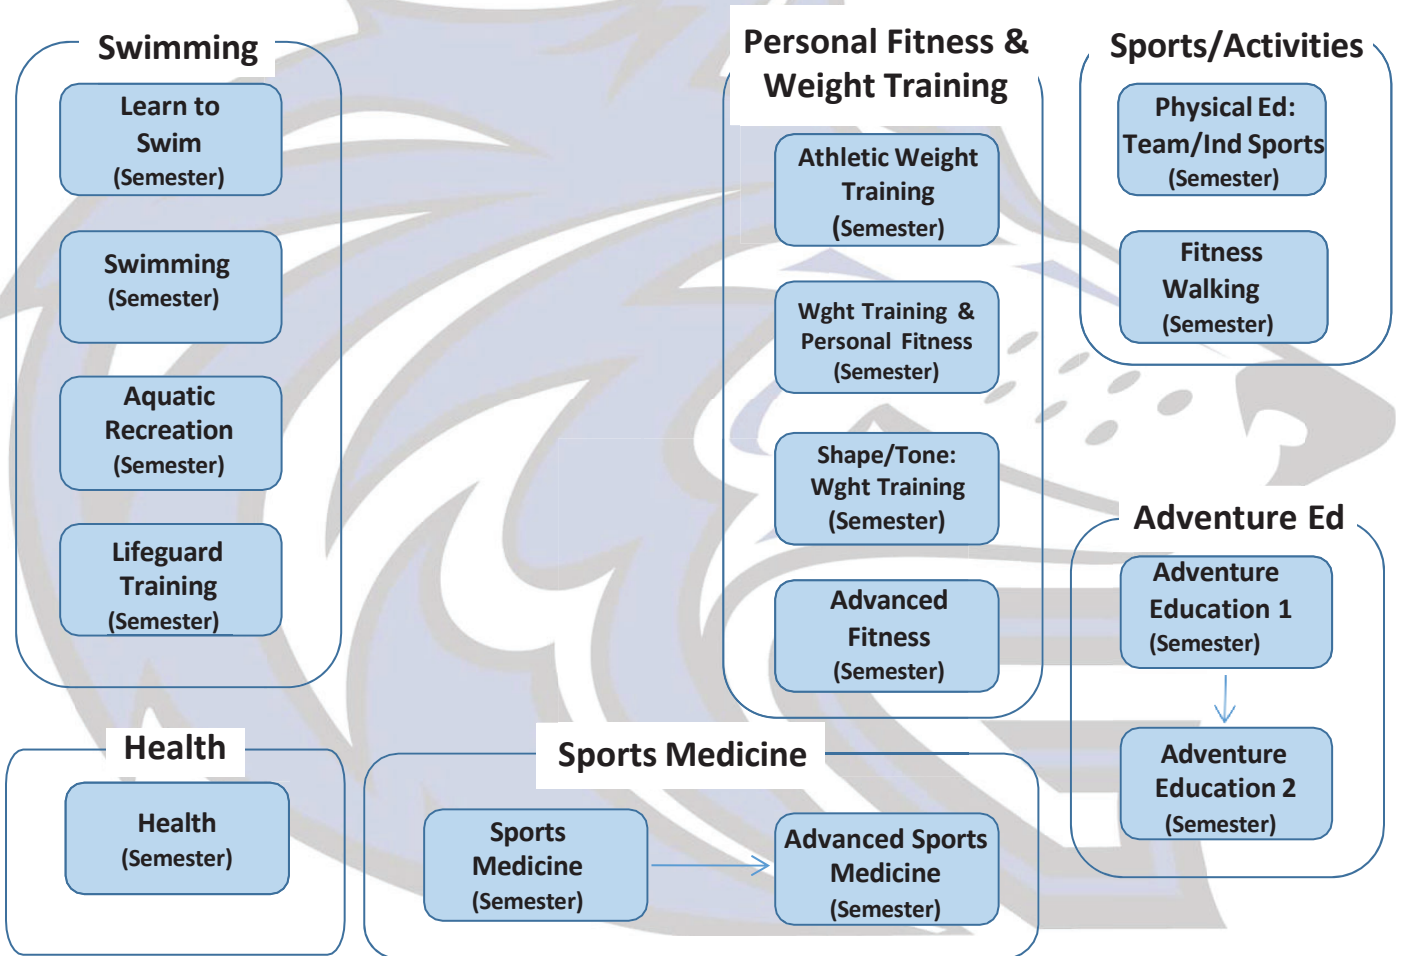 Swimming
Learn to
Swim
(Semester)
Swimming
(Semester)
Aquatic
Recreation
(Semester)
Lifeguard
Training
(Semester)
Personal Fitness &
Weight Training
Athletic Weight
Training
(Semester)
Wght Training &
Personal Fitness
(Semester)
Shape/Tone:
Wght Training
(Semester)
Advanced
Fitness
(Semester)
Sports/Activities
Physical Ed:
Team/Ind Sports
(Semester)
Fitness
Walking
(Semester)
Adventure Ed
Adventure
Education 1
(Semester)
Adventure
Education 2
(Semester)
Health
Health
(Semester)
Sports Medicine
Sports
Medicine
(Semester)
Advanced Sports
Medicine
(Semester)